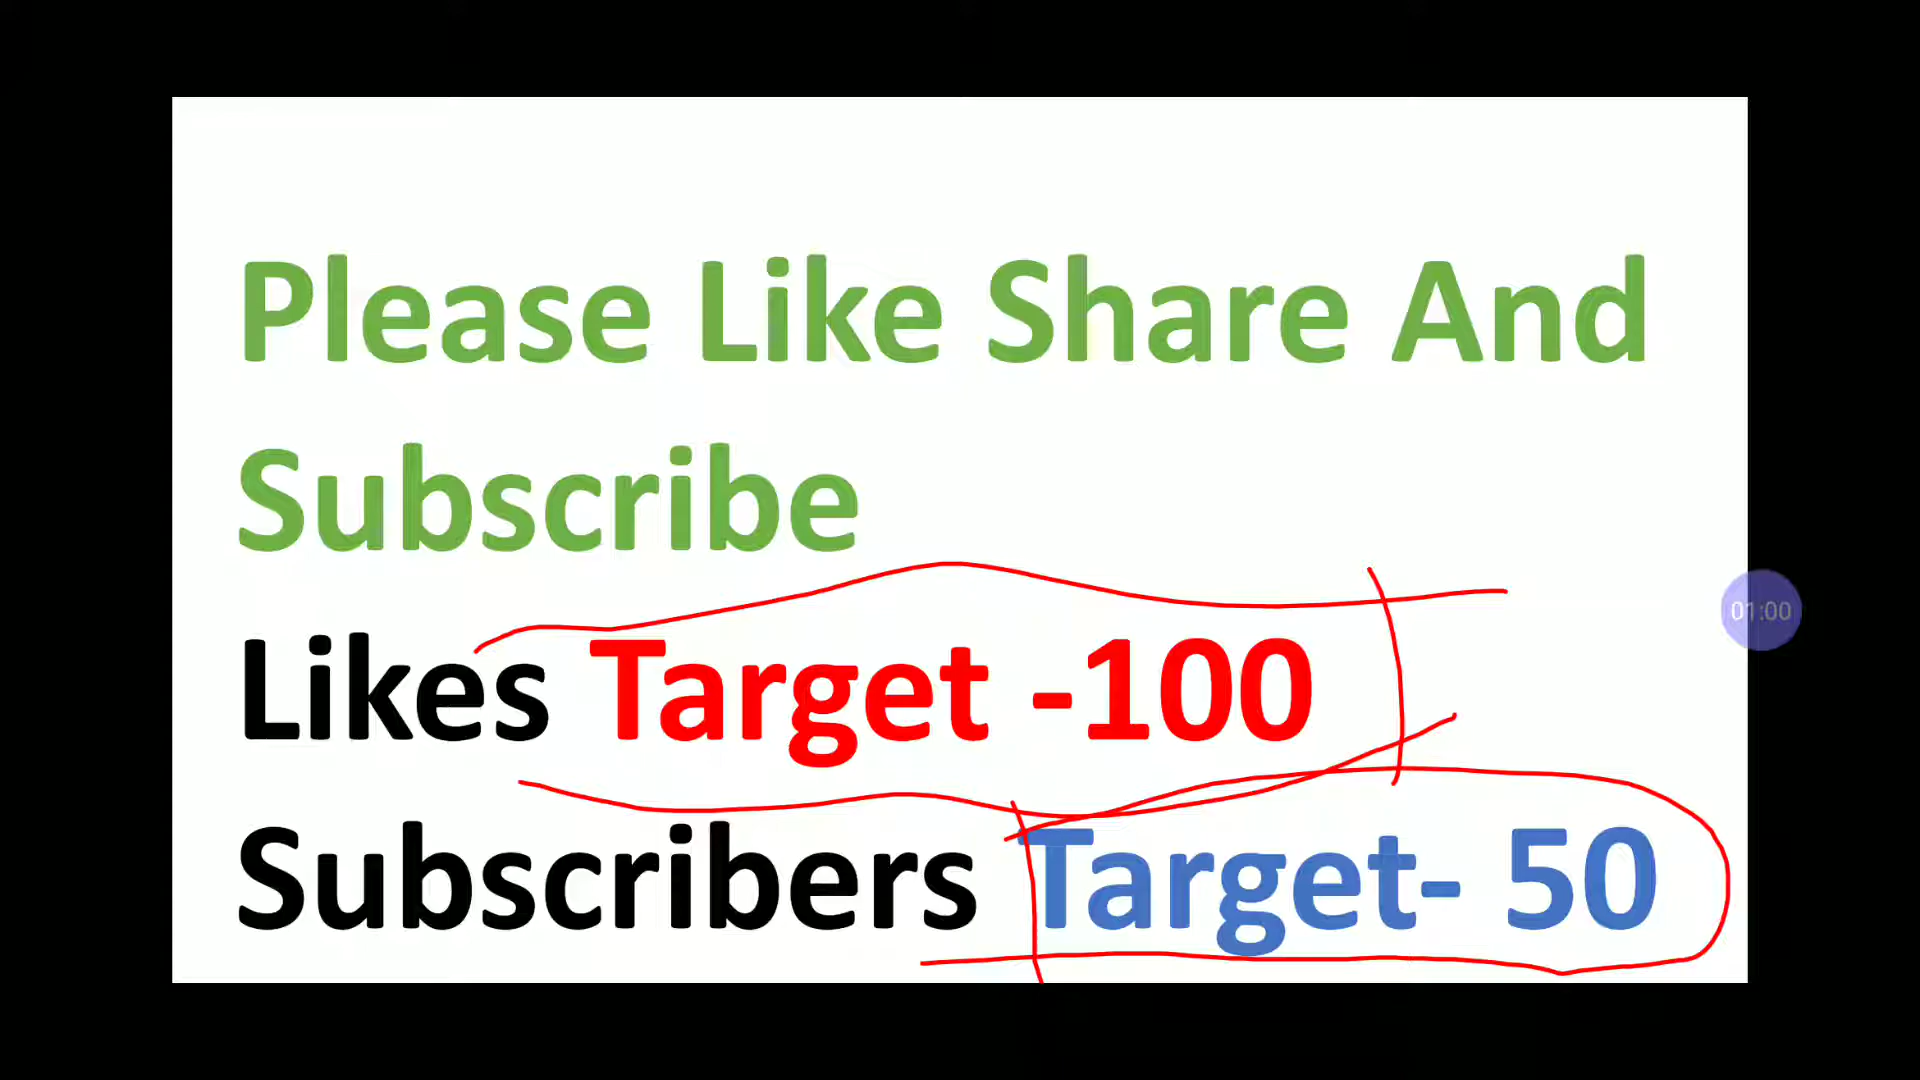 Please Like Share And
Subscribe
Likes Target -100
01:00
Subscribers Target- 50